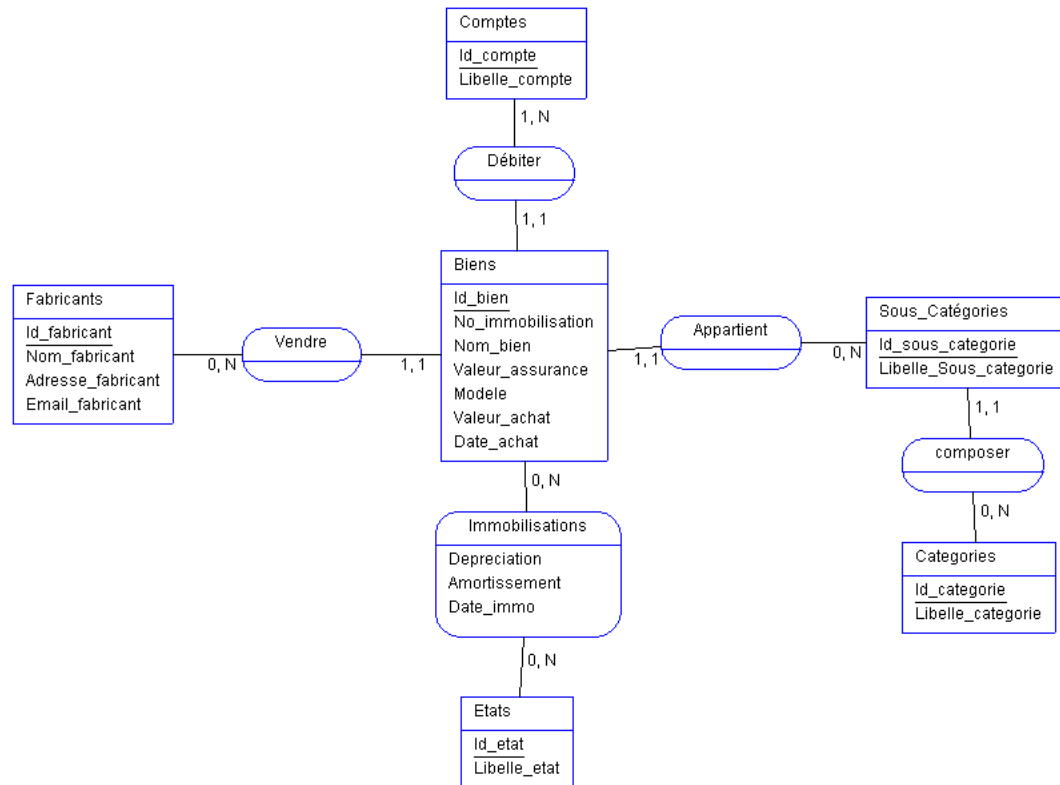 Comptes
Id_compte
Libelle_compte
1, N
Débiter
1, 1
Biens
Id_bien
No_immobilisation
Nom_bien
Valeur_assurance
Modele
Valeur_achat
Date_achat
Fabricants
Id_fabricant
Nom_fabricant
Adresse_fabricant
Email_fabricant
0, N
Vendre
1, 1
1, 1
Appartient
0, N
Sous_Catégories
Id_sous_categorie
Libelle_Sous_categorie
1, 1
composer
0, N
Categories
Id_categorie
Libelle_categorie
0, N
Immobilisations
Depreciation
Amortissement
Date_immo
0, N
Etats
Id_etat
Libelle_etat